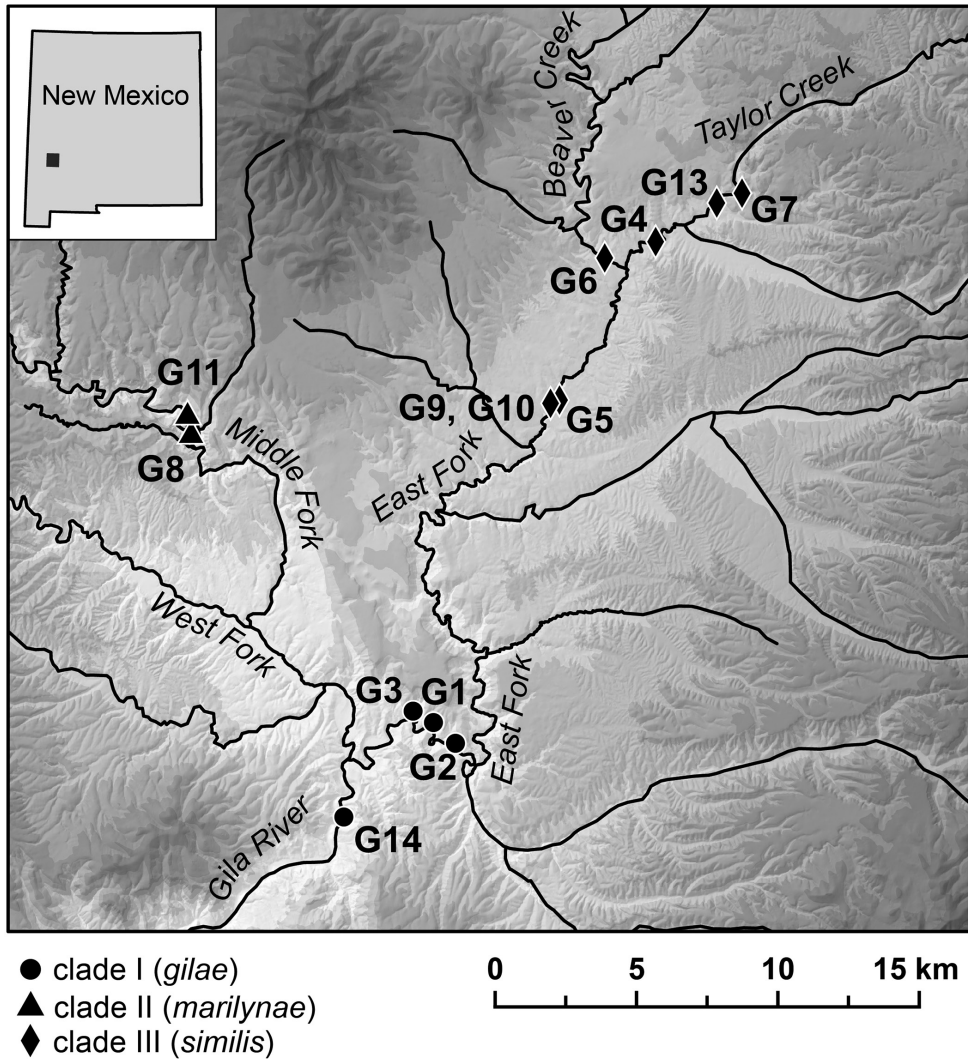 New Mexico
Beaver Creek
Taylor Creek
G13
G7
G4
G6
G11
G9, G10
G5
G8
Middle Fork
East Fork
West Fork
G3
G1
East Fork
G2
Gila River
G14
clade I (gilae)
clade II (marilynae)
clade III (similis)
0 5 10 15 km